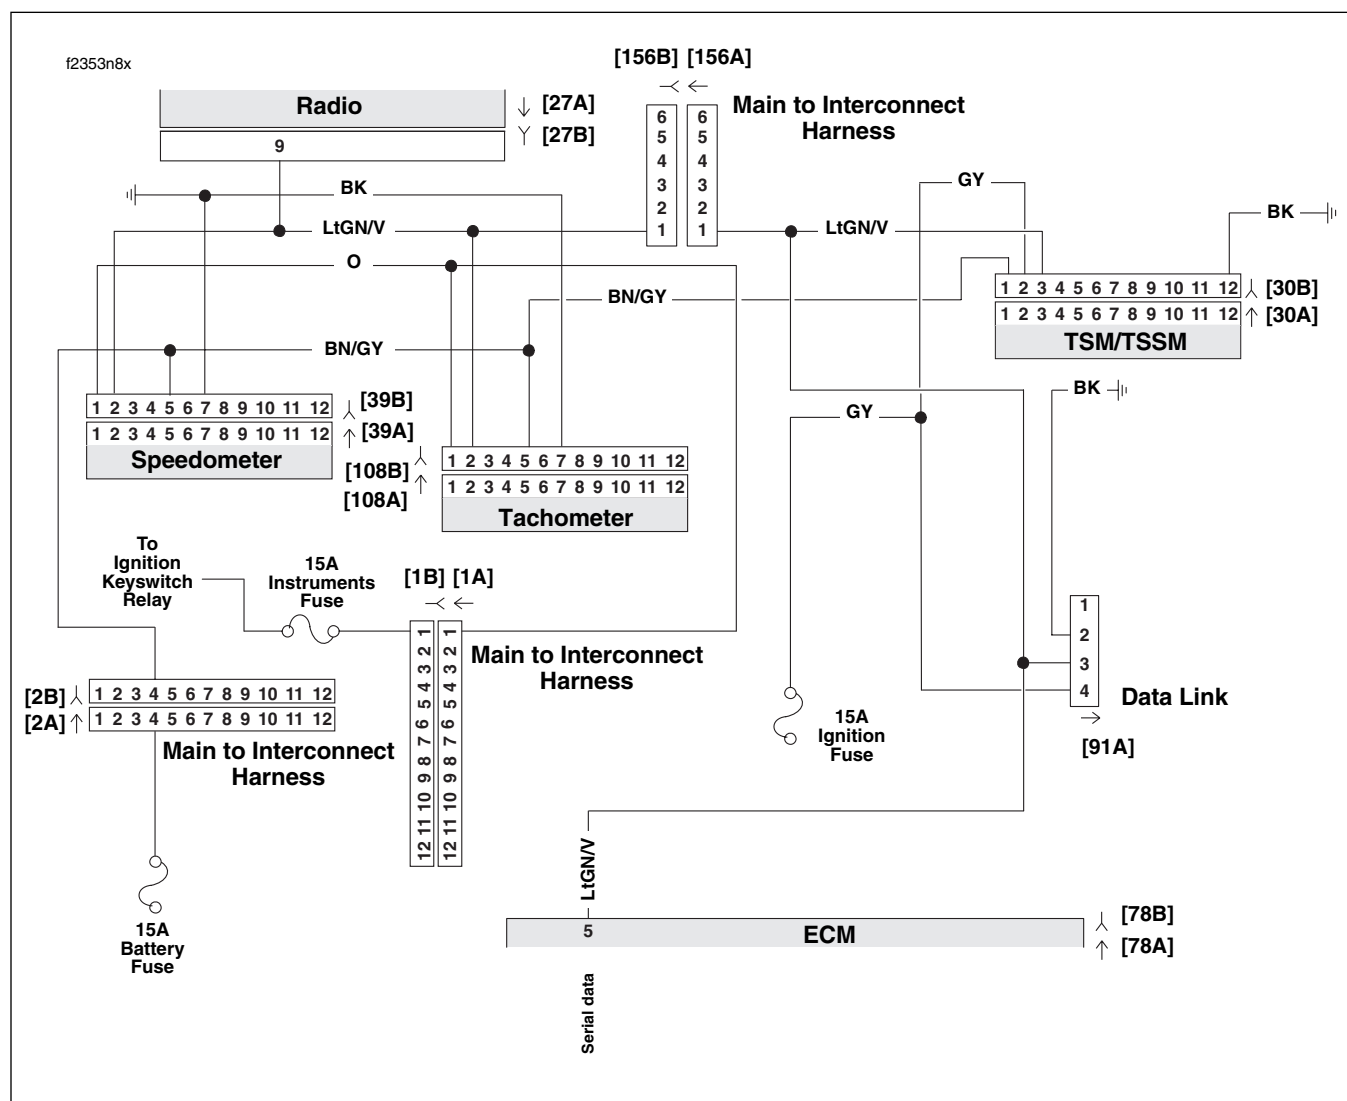 f2353n8x
[156B] [156A]
Main to Interconnect
Harness
Radio
[27A]
[27B]
9
6 6
5 5
4 4
3 3
2 2
1 1
BK
LtGN/V
O
BN/GY
BN/GY
LtGN/V
GY
BK
1 2 3 4 5 6 7 8 9 10 11 12
[30B]
1 2 3 4 5 6 7 8 9 10 11 12
[30A]
TSM/TSSM
1 2 3 4 5 6 7 8 9 10 11 12
[39B]
1 2 3 4 5 6 7 8 9 10 11 12
[39A]
Speedometer
BK
GY
1 2 3 4 5 6 7 8 9 10 11 12
[108B]
1 2 3 4 5 6 7 8 9 10 11 12
[108A]
Tachometer
To
Ignition
Keyswitch
Relay
15A
Instruments
Fuse
[1B] [1A]
12 11 10 9 8 7 6 5 4 3 2 1
12 11 10 9 8 7 6 5 4 3 2 1
Main to Interconnect
Harness
1
2
3
4
Data Link
[91A]
[2B]
1 2 3 4 5 6 7 8 9 10 11 12
[2A]
1 2 3 4 5 6 7 8 9 10 11 12
Main to Interconnect
Harness
15A
Ignition
Fuse
15A
Battery
Fuse
LtGN/V
5
ECM
[78B]
[78A]
Serial data